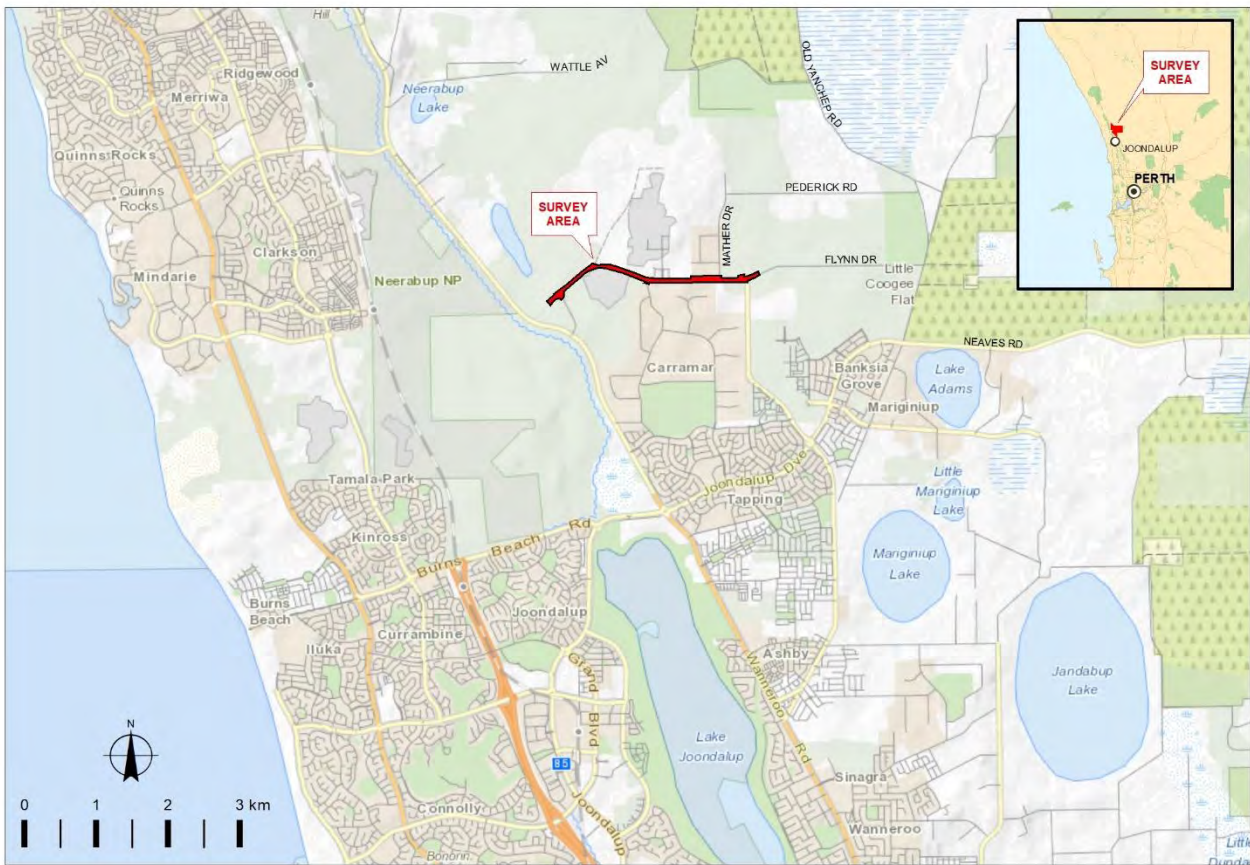 Hill
Ridgewood
Merriwa
Neerabup
Lake
WATTLE AV
OLD YANCHEP RD
Quinns Rocks
Quinns
Rocks
Clarkson
Mindarie
Neerabup NP
SURVEY
AREA
PEDERICK RD
MATHER DR
FLYNN DR
Little
Coogee
Flat
NEAVES RD
Carramar
Banksia
Grove
Lake
Adams
Mariginiup
Tamala Park
Kinross
Joondalup Dve
Tapping
Little
Mariginiup
Lake
Burns Beach Rd
Mariginiup
Lake
Burns
Beach
Joondalup
Currambine
Iluka
Grand Blvd
Ashby
Wanneroo Rd
Jandabup
Lake
Lake
Joondalup
85
Joondalup
Connolly
Sinagra
Wanneroo
Little
N
0 1 2 3 km
SURVEY
AREA
JOONDALUP
PERTH